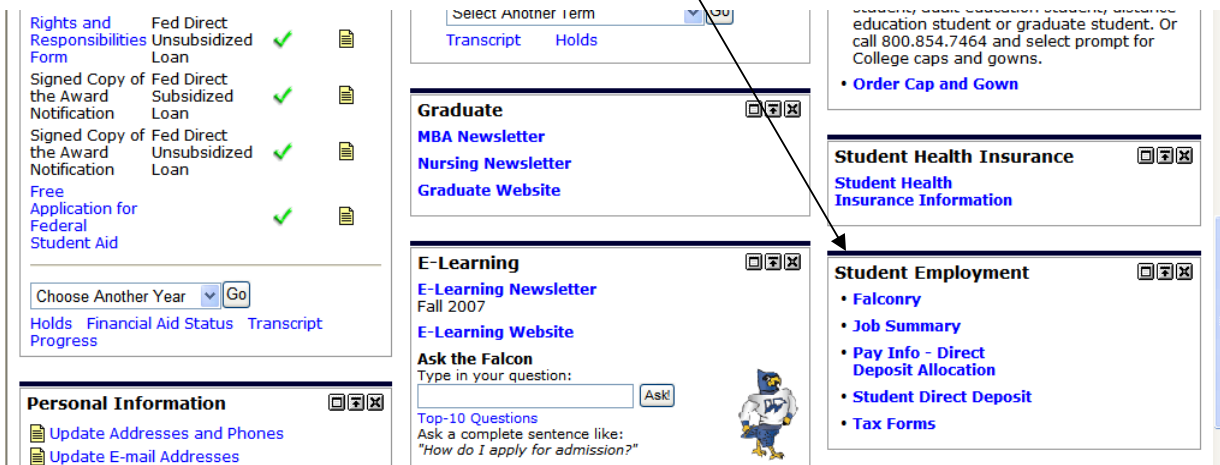 Rights and Fed Direct
Responsibilities Unsubsidized
Form Loan
Signed Copy of Fed Direct
the Award Subsidized
Notification Loan
Signed Copy of Fed Direct
the Award Unsubsidized
Notification Loan
Free
Application for
Federal
Student Aid
Choose Another Year Go
Holds Financial Aid Status Transcript
Progress
Personal Information
Update Addresses and Phones
Update E-mail Addresses
Select Another Term Go
Transcript Holds
Graduate
MBA Newsletter
Nursing Newsletter
Graduate Website
E-Learning
E-Learning Newsletter
Fall 2007
E-Learning Website
Ask the Falcon
Type in your question:
Ask!
Top-10 Questions
Ask a complete sentence like:
"How do I apply for admission?"
student, adult education student, distance
education student or graduate student. Or
call 800.854.7464 and select prompt for
College caps and gowns.
• Order Cap and Gown
Student Health Insurance
Student Health
Insurance Information
Student Employment
• Falconry
• Job Summary
• Pay Info - Direct
Deposit Allocation
• Student Direct Deposit
• Tax Forms